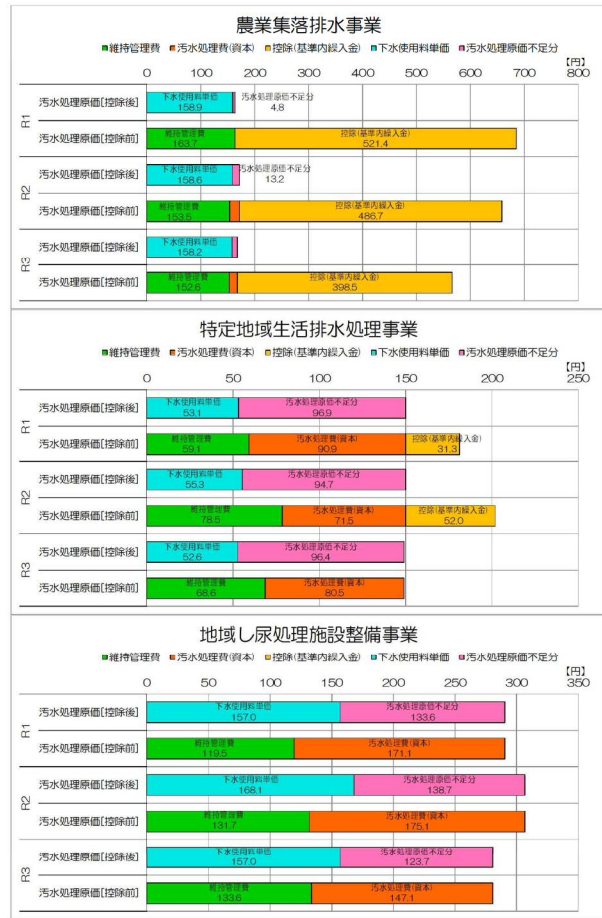 農業集落排水事業
■維持管理費 ■汚水処理費(資本) ■控除(基準内繰入金) ■下水使用料単価 ■汚水処理原価不足分
【円】
0 100 200 300 400 500 600 700 800
R1
汚水処理原価[控除後]
下水使用料単価 汚水処理原価不足分
158.9 4.8
汚水処理原価[控除前]
維持管理費 控除(基準内繰入金)
163.7 521.4
R2
汚水処理原価[控除後]
下水使用料単価 汚水処理原価不足分
158.6 13.2
汚水処理原価[控除前]
維持管理費 控除(基準内繰入金)
153.5 486.7
R3
汚水処理原価[控除後]
下水使用料単価
158.2
汚水処理原価[控除前]
維持管理費 控除(基準内繰入金)
152.6 398.5
特定地域生活排水処理事業
■維持管理費 ■汚水処理費(資本) ■控除(基準内繰入金) ■下水使用料単価 ■汚水処理原価不足分
【円】
0 50 100 150 200 250
R1
汚水処理原価[控除後]
下水使用料単価 汚水処理原価不足分
53.1 96.9
汚水処理原価[控除前]
維持管理費 汚水処理費(資本) 控除(基準内繰入金)
59.1 90.9 31.3
R2
汚水処理原価[控除後]
下水使用料単価 汚水処理原価不足分
55.3 94.7
汚水処理原価[控除前]
維持管理費 汚水処理費(資本) 控除(基準内繰入金)
78.5 71.5 52.0
R3
汚水処理原価[控除後]
下水使用料単価 汚水処理原価不足分
52.6 96.4
汚水処理原価[控除前]
維持管理費 汚水処理費(資本)
68.6 80.5
地域し尿処理施設整備事業
■維持管理費 ■汚水処理費(資本) ■控除(基準内繰入金) ■下水使用料単価 ■汚水処理原価不足分
【円】
0 50 100 150 200 250 300 350
R1
汚水処理原価[控除後]
下水使用料単価 汚水処理原価不足分
157.0 133.6
汚水処理原価[控除前]
維持管理費 汚水処理費(資本)
119.5 171.1
R2
汚水処理原価[控除後]
下水使用料単価 汚水処理原価不足分
168.1 138.7
汚水処理原価[控除前]
維持管理費 汚水処理費(資本)
131.7 175.1
R3
汚水処理原価[控除後]
下水使用料単価 汚水処理原価不足分
157.0 123.7
汚水処理原価[控除前]
維持管理費 汚水処理費(資本)
133.6 147.1